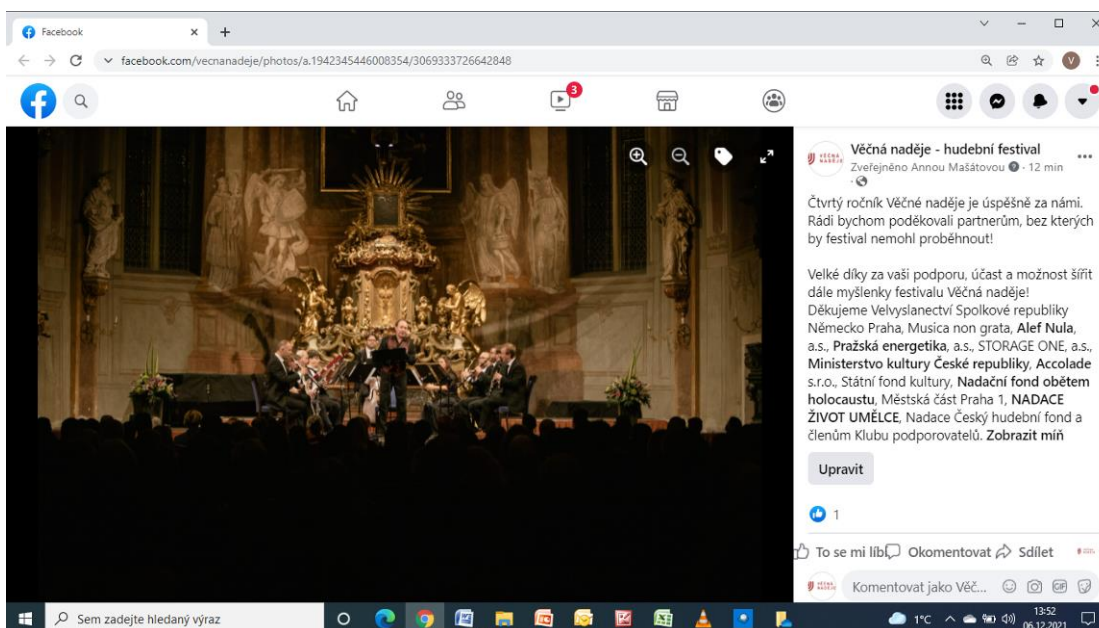 Facebook
facebook.com/vecnanadeje/photos/a.1942345446008354/3069333726642848
3
VĚČNÁ
NADĚJE
Věčná naděje - hudební festival
Zveřejněno Annou Mašátovou · 12 min
Čtvrtý ročník Věčné naděje je úspěšně za námi.
Rádi bychom poděkovali partnerům, bez kterých
by festival nemohl proběhnout!
Velké díky za vaši podporu, účast a možnost šířit
dále myšlenky festivalu Věčná naděje!
Děkujeme Velvyslanectví Spolkové republiky
Německo Praha, Musica non grata, Alef Nula,
a.s., Pražská energetika, a.s., STORAGE ONE, a.s.,
Ministerstvo kultury České republiky, Accolade
s.r.o., Státní fond kultury, Nadační fond obětem
holocaustu, Městská část Praha 1, NADACE
ŽIVOT UMĚLCE, Nadace Český hudební fond a
členům Klubu podporovatelů. Zobrazit míň
Upravit
1
To se mi líbí Okomentovat Sdílet
Komentovat jako Věč...
GIF
Sem zadejte hledaný výraz
1°C
13:52
06.12.2021
V